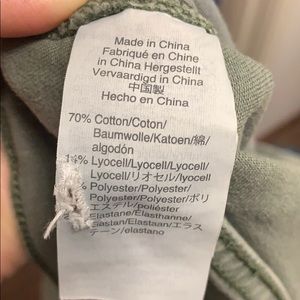 Made in China
Fabriqué en Chine
in China Hergestellt
Vervaardigd in China
中国製
Hecho en China
70% Cotton/Coton/
Baumwolle/Katoen/綿/
algodón
Lyocell/Lyocell/Lyocell/
Lyocell/リオセル/lyocell
Polyester/Polyester/
Polyester/Polyester/ポリ
エステル/poliéster
Elastane/Élasthanne/
Elastan/Elastaan/エラス
テーン/elastano